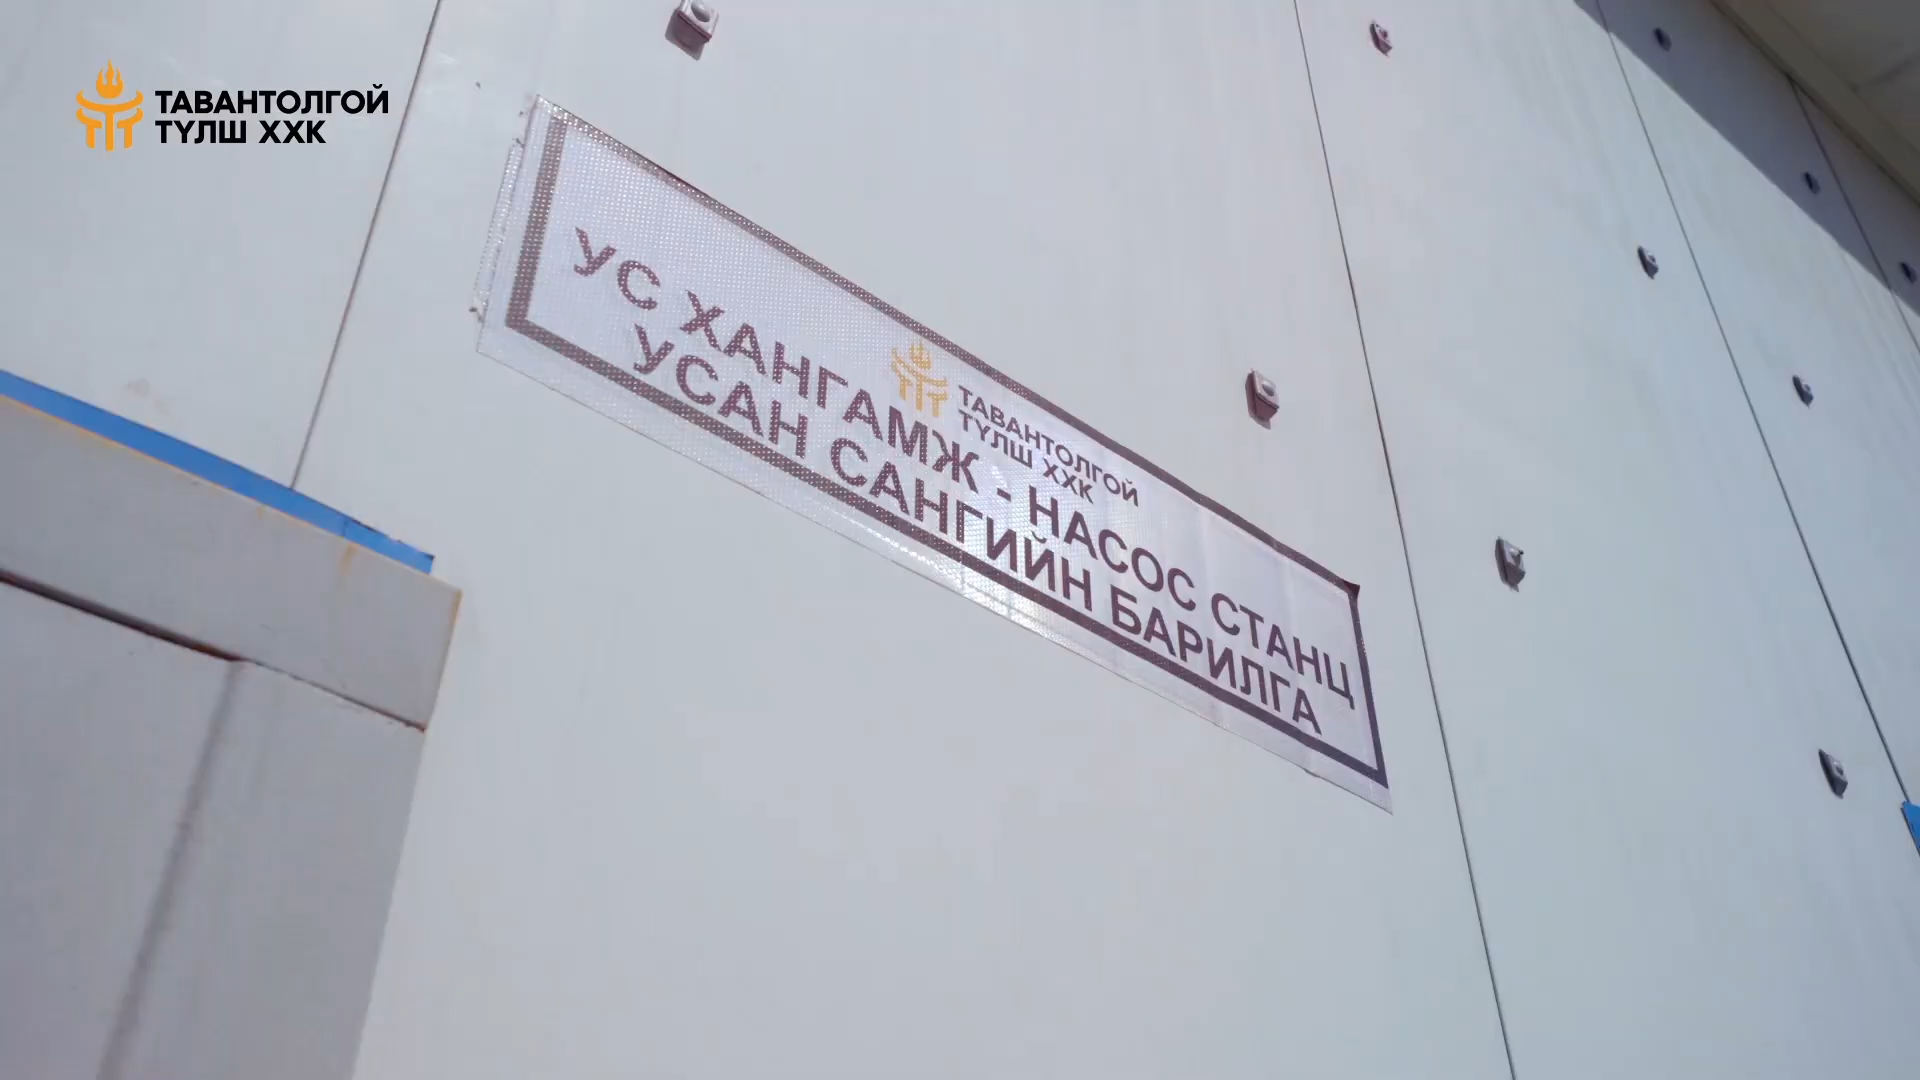 ТАВАНТОЛГОЙ
ТҮЛШ ХХК
ТАВАНТОЛГОЙ
ТҮЛШ ХХК
УС ХАНГАМЖ - НАСОС СТАНЦ
УСАН САНГИЙН БАРИЛГА